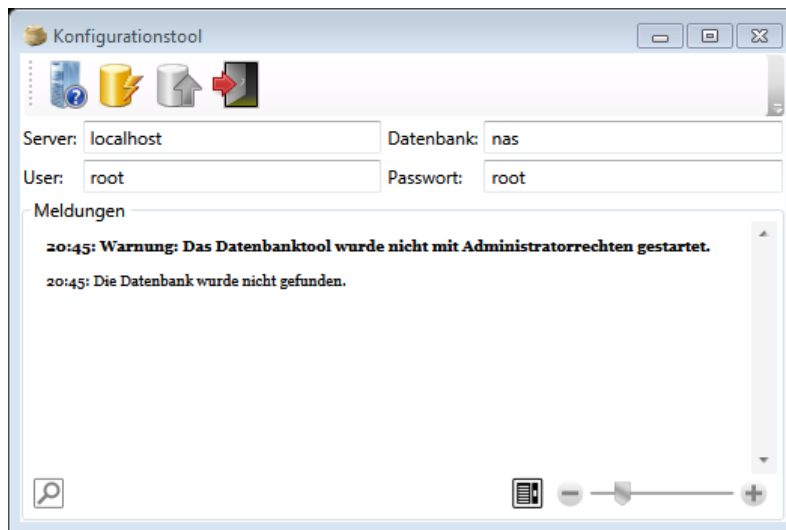 Konfigurationstool
Server: localhost Datenbank: nas
User: root Passwort: root
Meldungen
20:45: Warnung: Das Datenbanktool wurde nicht mit Administratorrechten gestartet.
20:45: Die Datenbank wurde nicht gefunden.